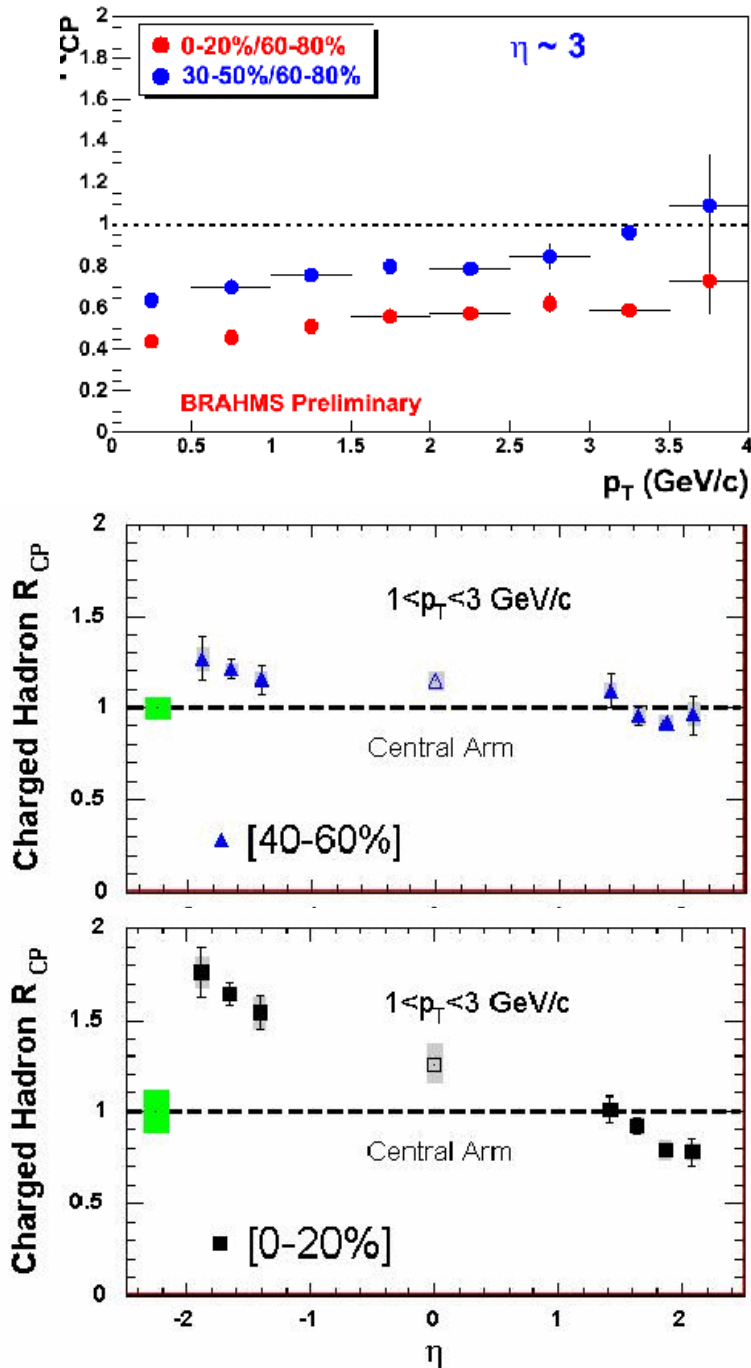 CP
0-20%/60-80%
30-50%/60-80%
η ~ 3
2
1.8
1.6
1.4
1.2
1
0.8
0.6
0.4
0.2
0
BRAHMS Preliminary
0 0.5 1 1.5 2 2.5 3 3.5 4
p_T (GeV/c)
Charged Hadron R_CP
2
1.5
1
0.5
0
1<p_T<3 GeV/c
Central Arm
[40-60%]
Charged Hadron R_CP
2
1.5
1
0.5
0
1<p_T<3 GeV/c
Central Arm
[0-20%]
-2 -1 0 1 2
η